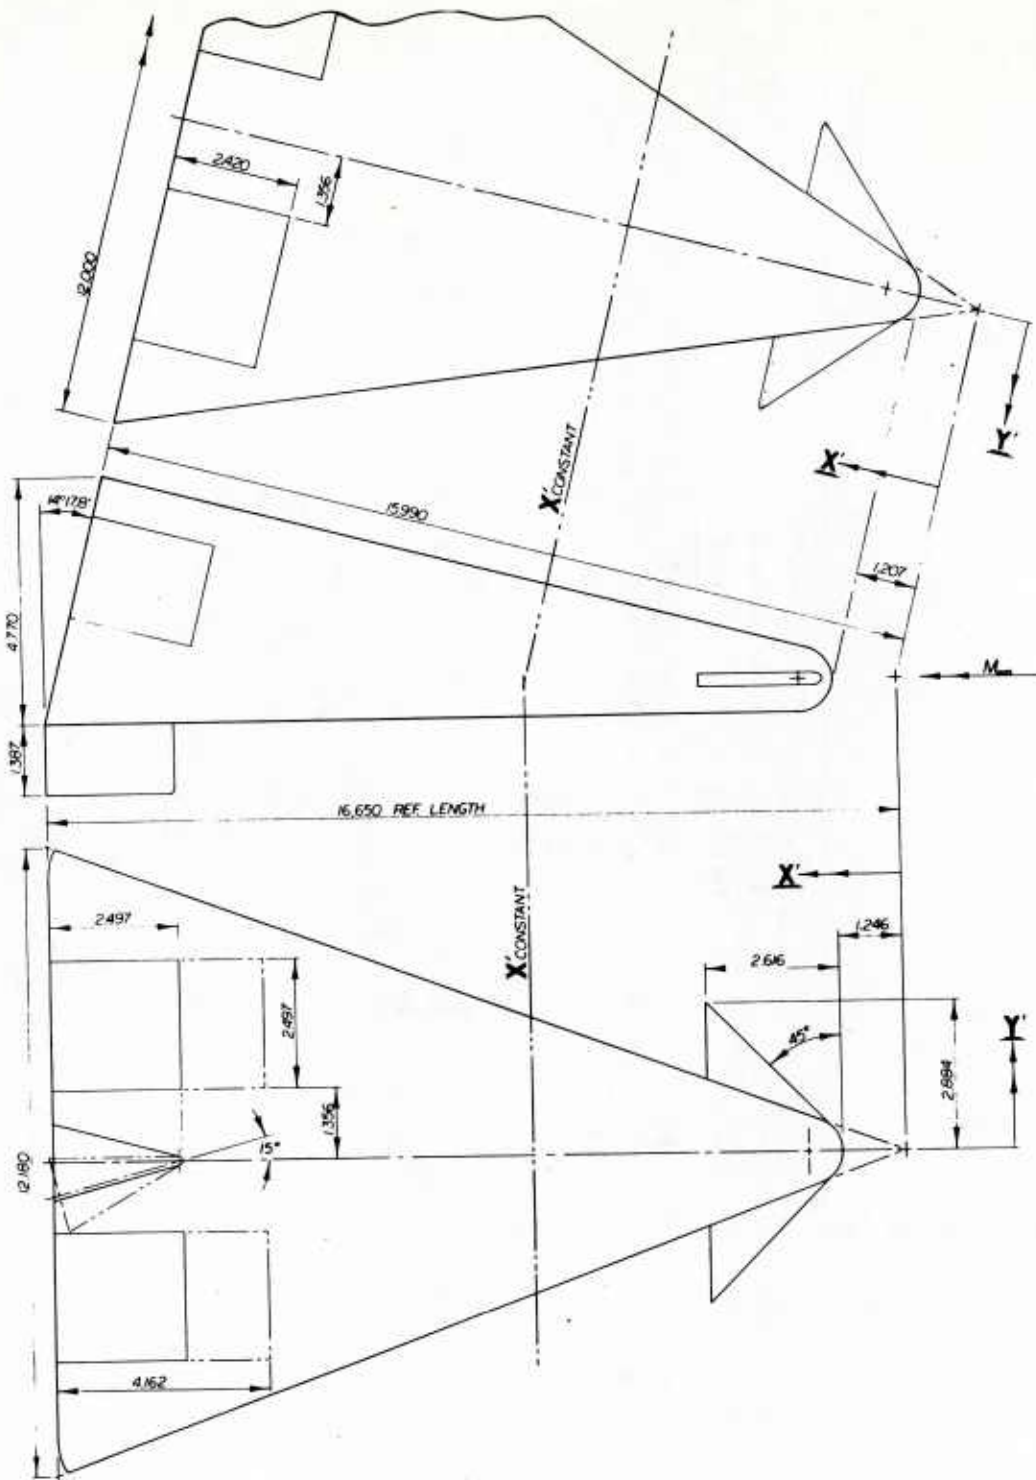 2.420
1.356
12.000
Y'
X'
X' CONSTANT
14°17.8'
15.990
1.207
4.770
1.387
16.650 REF. LENGTH
X'
X' CONSTANT
2.497
1.246
2.616
2.497
45°
Y'
2.884
1.356
15°
12.180
4.162